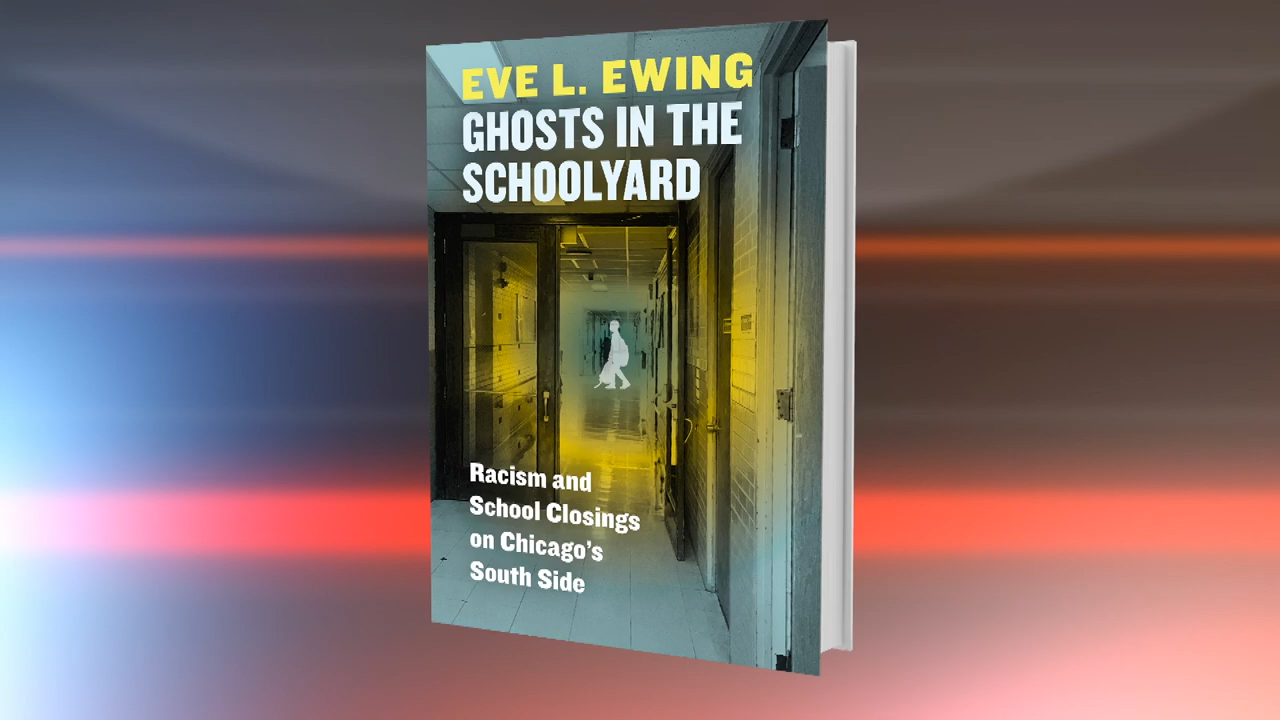 EVE L. EWING
GHOSTS IN THE
SCHOOLYARD
Racism and
School Closings
on Chicago's
South Side